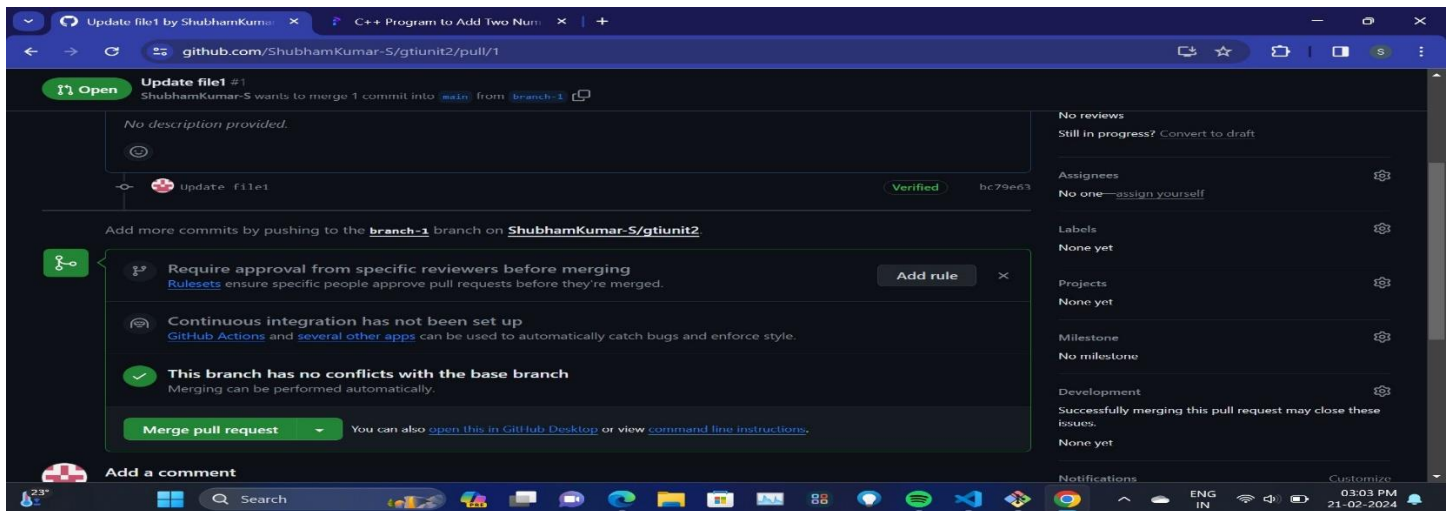 Update file1 by ShubhamKumar
C++ Program to Add Two Num
github.com/ShubhamKumar-S/gtiunit2/pull/1
S
Open
Update file1 #1
ShubhamKumar-S wants to merge 1 commit into main from branch-1
No description provided.
Update file1
Verified
bc79e63
Add more commits by pushing to the branch-1 branch on ShubhamKumar-S/gtiunit2.
Require approval from specific reviewers before merging
Rulesets ensure specific people approve pull requests before they're merged.
Add rule
Continuous integration has not been set up
GitHub Actions and several other apps can be used to automatically catch bugs and enforce style.
This branch has no conflicts with the base branch
Merging can be performed automatically.
Merge pull request
You can also open this in GitHub Desktop or view command line instructions.
Add a comment
No reviews
Still in progress? Convert to draft
Assignees
No one—assign yourself
Labels
None yet
Projects
None yet
Milestone
No milestone
Development
Successfully merging this pull request may close these
issues.
None yet
Notifications
Customize
23°
Search
ENG
IN
03:03 PM
21-02-2024